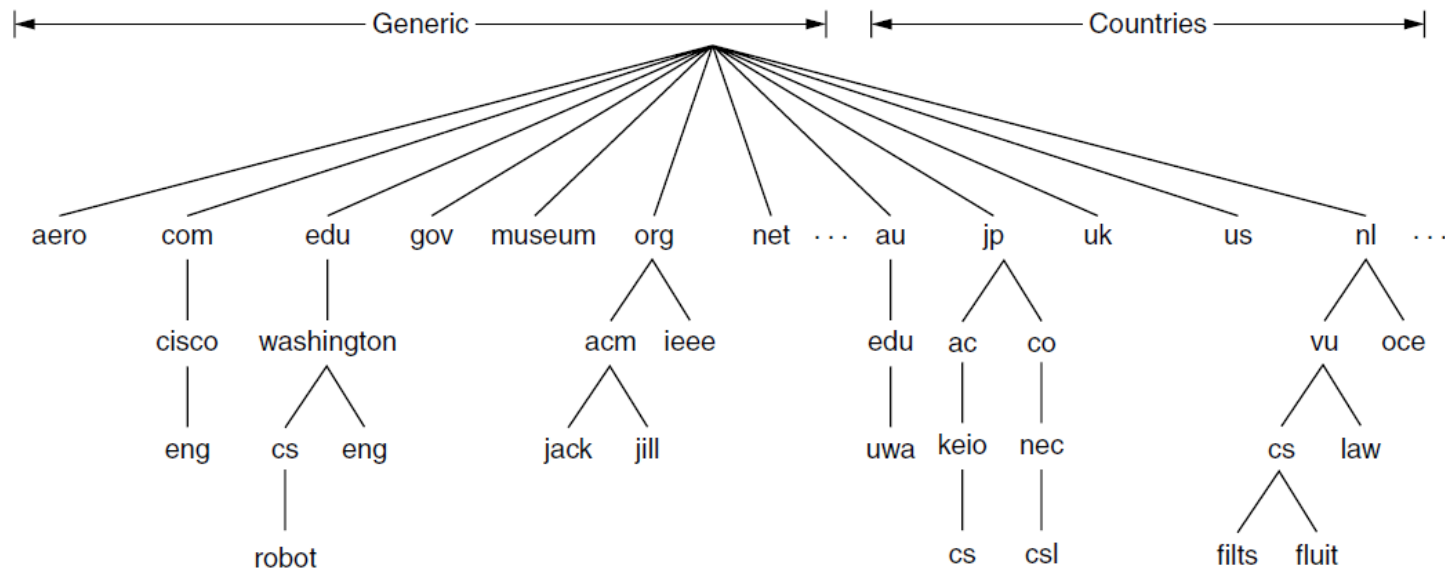 Generic Countries
aero com edu gov museum org net ... au jp uk us nl ...
cisco washington acm ieee edu ac co vu oce
eng cs eng jack jill uwa keio nec cs law
robot cs csl filts fluit